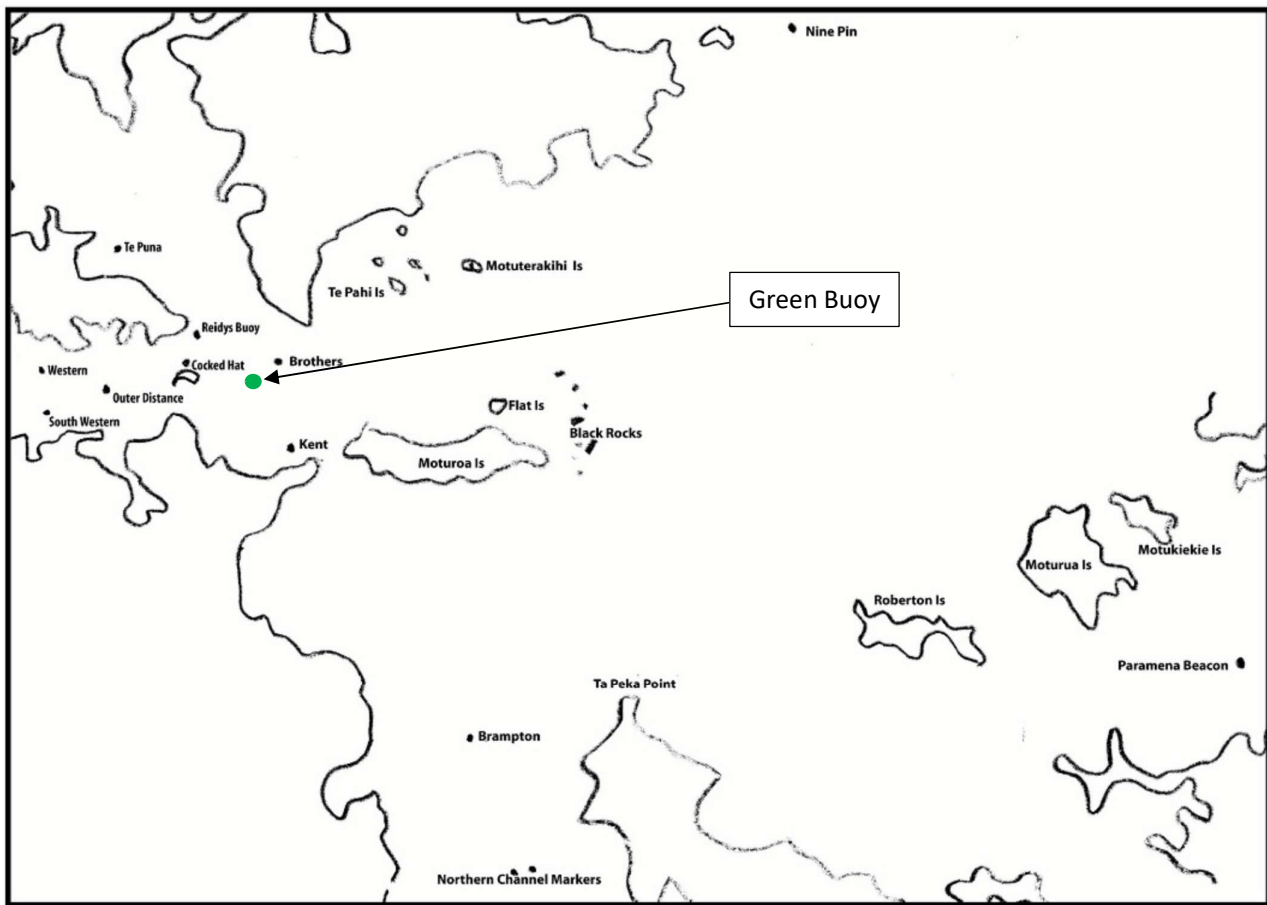 Nine Pin
Te Puna
Motuterakihi Is
Te Pahi Is
Green Buoy
Reidys Buoy
Cocked Hat
Brothers
Western
Outer Distance
Flat Is
South Western
Black Rocks
Kent
Moturoa Is
Motukiekie Is
Moturua Is
Roberton Is
Paramena Beacon
Ta Peka Point
Brampton
Northern Channel Markers